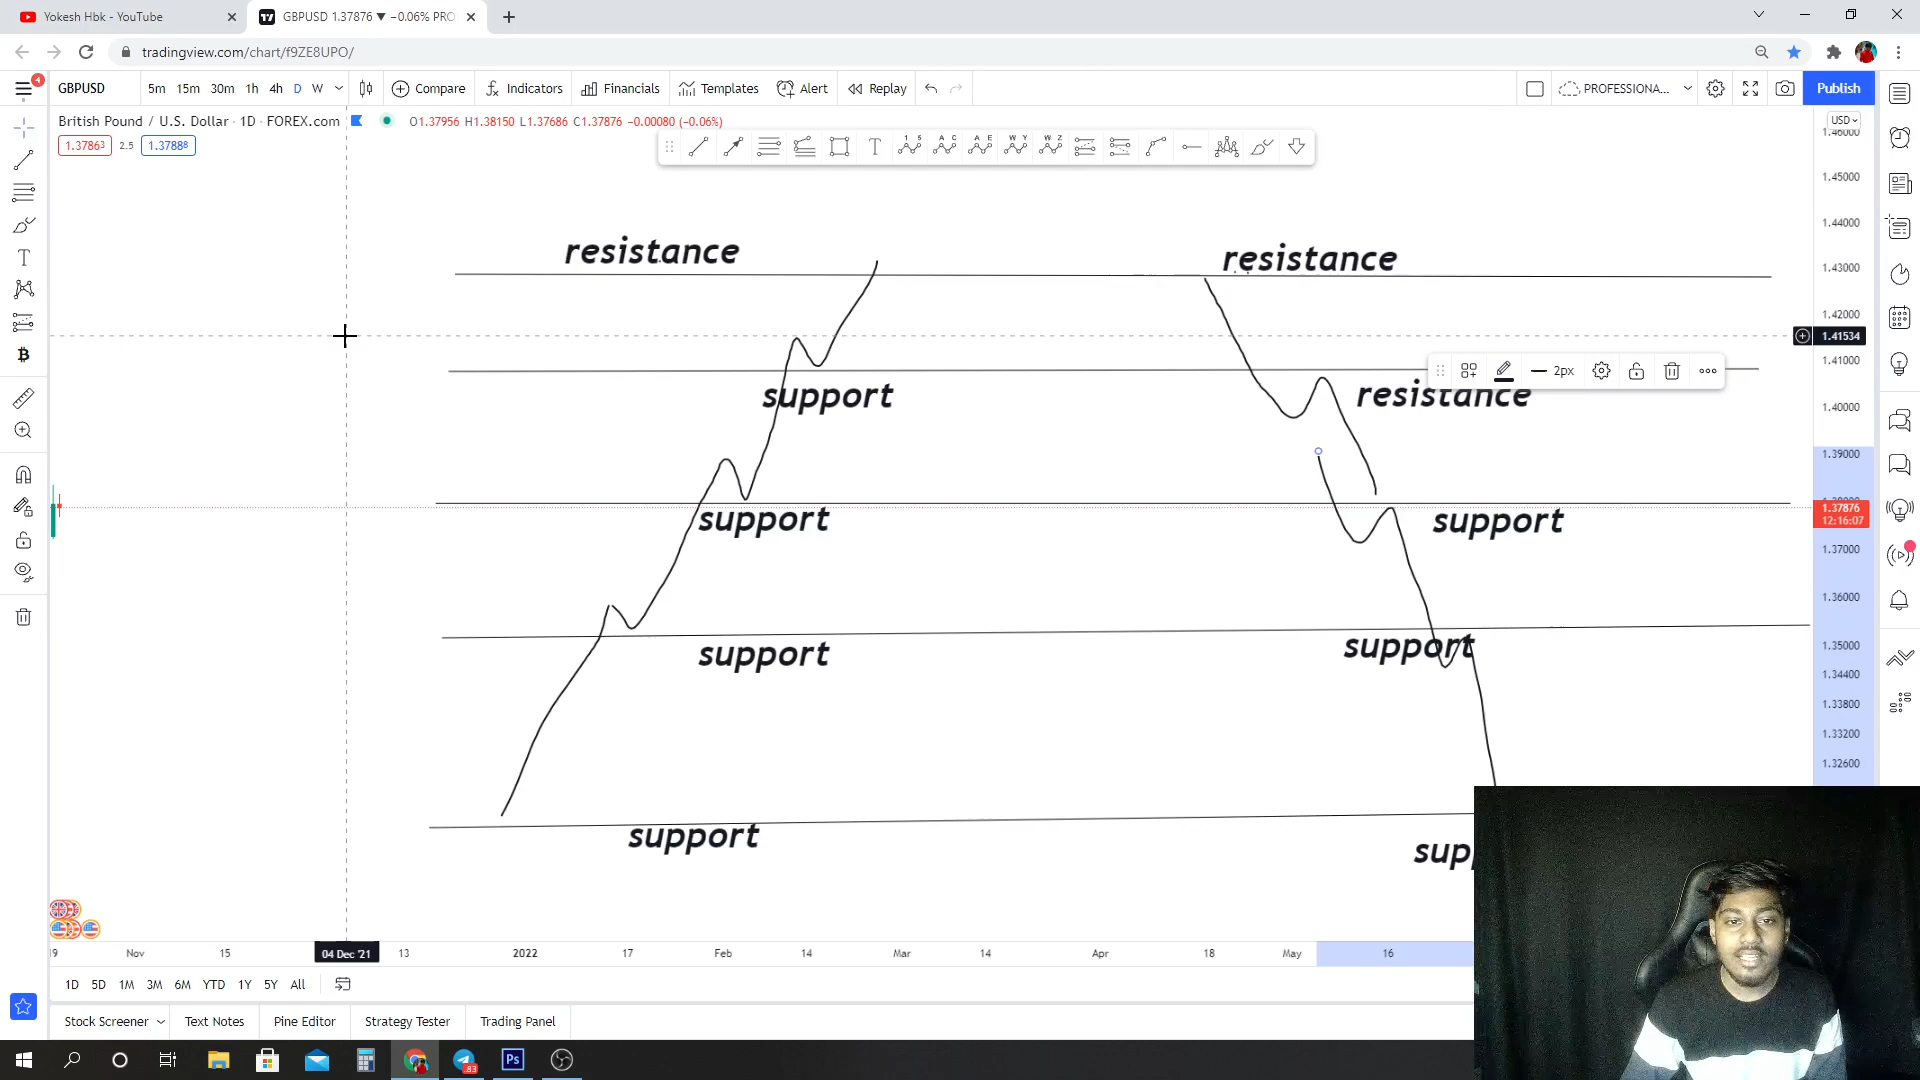 Yokesh Hbk - YouTube
GBPUSD 1.37876 ▼ −0.06% PRO
tradingview.com/chart/f9ZE8UPO/
4
GBPUSD 5m 15m 30m 1h 4h D W Compare Indicators Financials Templates Alert Replay PROFESSIONA... Publish
British Pound / U.S. Dollar · 1D · FOREX.com O1.37956 H1.38150 L1.37686 C1.37876 −0.00080 (−0.06%)
USD
1.37863 2.5 1.37888
1.46000
1.45000
1.44000
1.43000
1.42000
1.41534
1.41000
1.40000
1.39000
1.37876
12:16:07
1.37000
1.36000
1.35000
1.34400
1.33800
1.33200
1.32600
resistance
resistance
2px
support
resistance
support
support
support
support
support
sup
19 Nov 15 04 Dec '21 13 2022 17 Feb 14 Mar 14 Apr 18 May 16
1D 5D 1M 3M 6M YTD 1Y 5Y All
Stock Screener Text Notes Pine Editor Strategy Tester Trading Panel
Ps
83